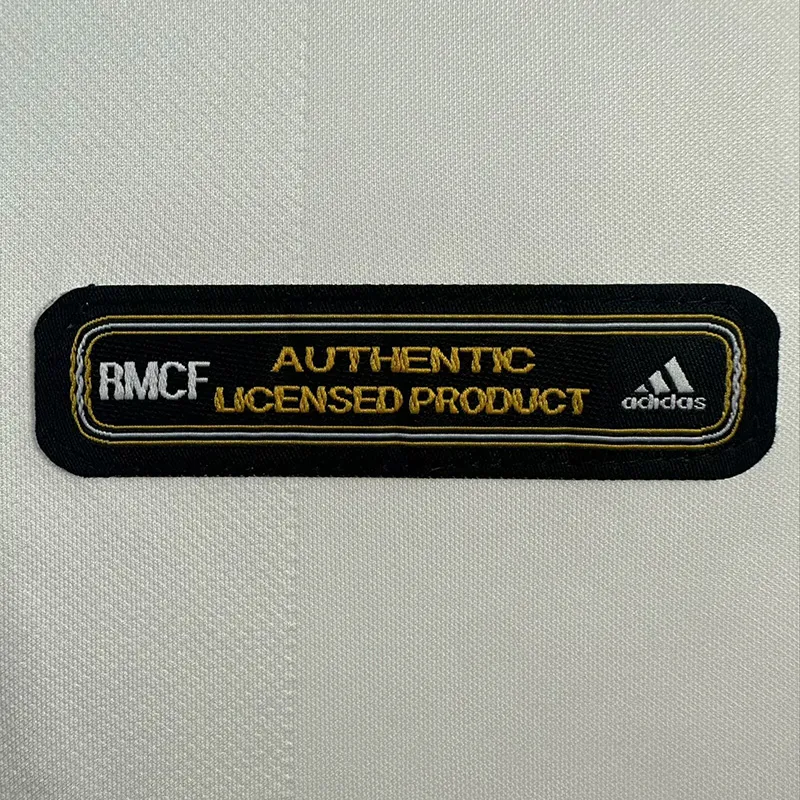 RMCF
AUTHENTIC
LICENSED PRODUCT
adidas